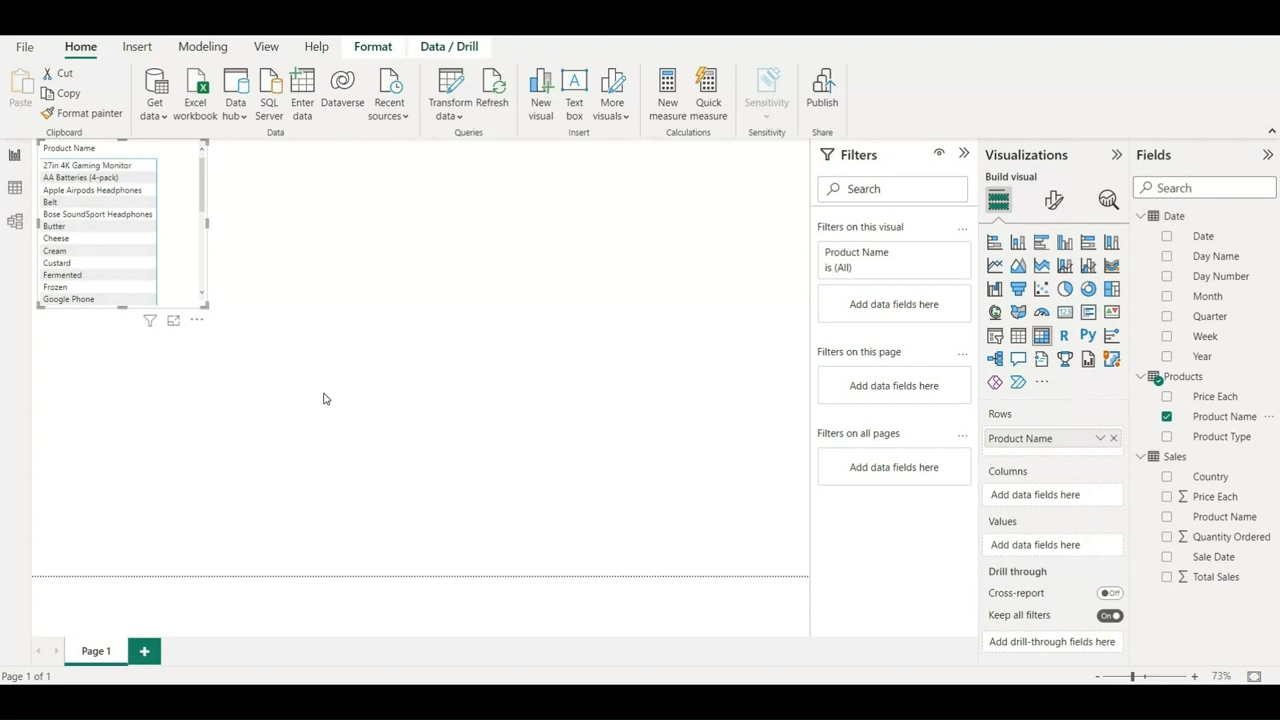 File Home Insert Modeling View Help Format Data / Drill
Paste
Cut
Copy
Format painter
Clipboard
Get data
Excel workbook
Data hub
SQL Server
Enter data
Dataverse
Recent sources
Data
Transform data
Refresh
Queries
New visual
Text box
More visuals
Insert
New measure
Quick measure
Calculations
Sensitivity
Sensitivity
Publish
Share
Product Name
27in 4K Gaming Monitor
AA Batteries (4-pack)
Apple Airpods Headphones
Belt
Bose SoundSport Headphones
Butter
Cheese
Cream
Custard
Fermented
Frozen
Google Phone
Filters
Search
Filters on this visual
Product Name
is (All)
Add data fields here
Filters on this page
Add data fields here
Filters on all pages
Add data fields here
Visualizations
Build visual
R
Py
Rows
Product Name
Columns
Add data fields here
Values
Add data fields here
Drill through
Cross-report Off
Keep all filters On
Add drill-through fields here
Fields
Search
Date
Date
Day Name
Day Number
Month
Quarter
Week
Year
Products
Price Each
Product Name
Product Type
Sales
Country
Σ Price Each
Product Name
Σ Quantity Ordered
Sale Date
Σ Total Sales
Page 1
Page 1 of 1
- + 73%